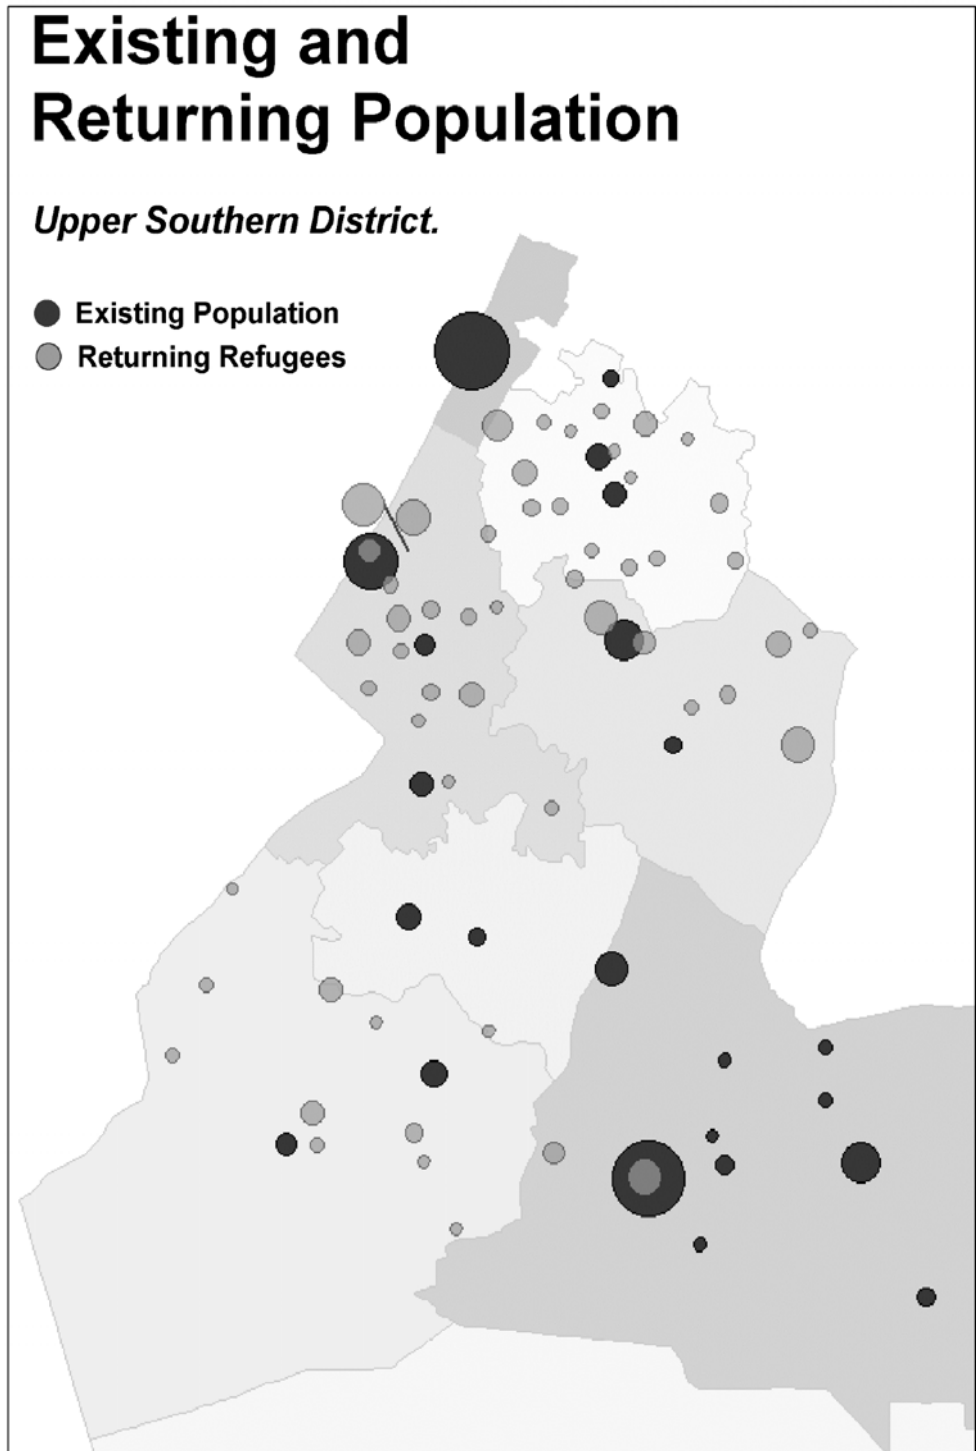 Existing and
Returning Population
Upper Southern District.
Existing Population
Returning Refugees